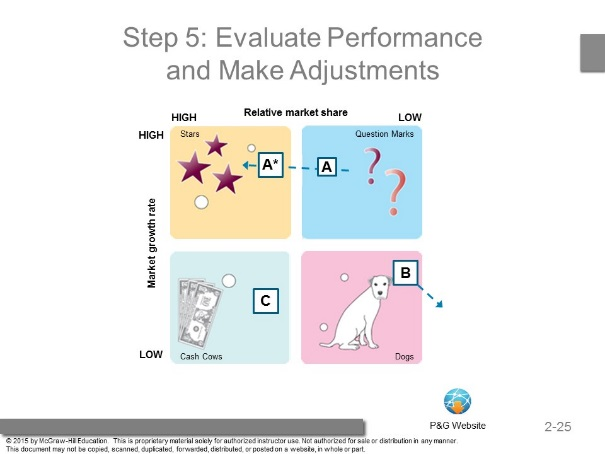 Step 5: Evaluate Performance
and Make Adjustments
Relative market share
HIGH
LOW
HIGH
Stars
Question Marks
A*
A
Market growth rate
B
C
LOW
Cash Cows
Dogs
P&G Website
2-25
© 2015 by McGraw-Hill Education. This is proprietary material solely for authorized instructor use. Not authorized for sale or distribution in any manner.
This document may not be copied, scanned, duplicated, forwarded, distributed, or posted on a website, in whole or part.